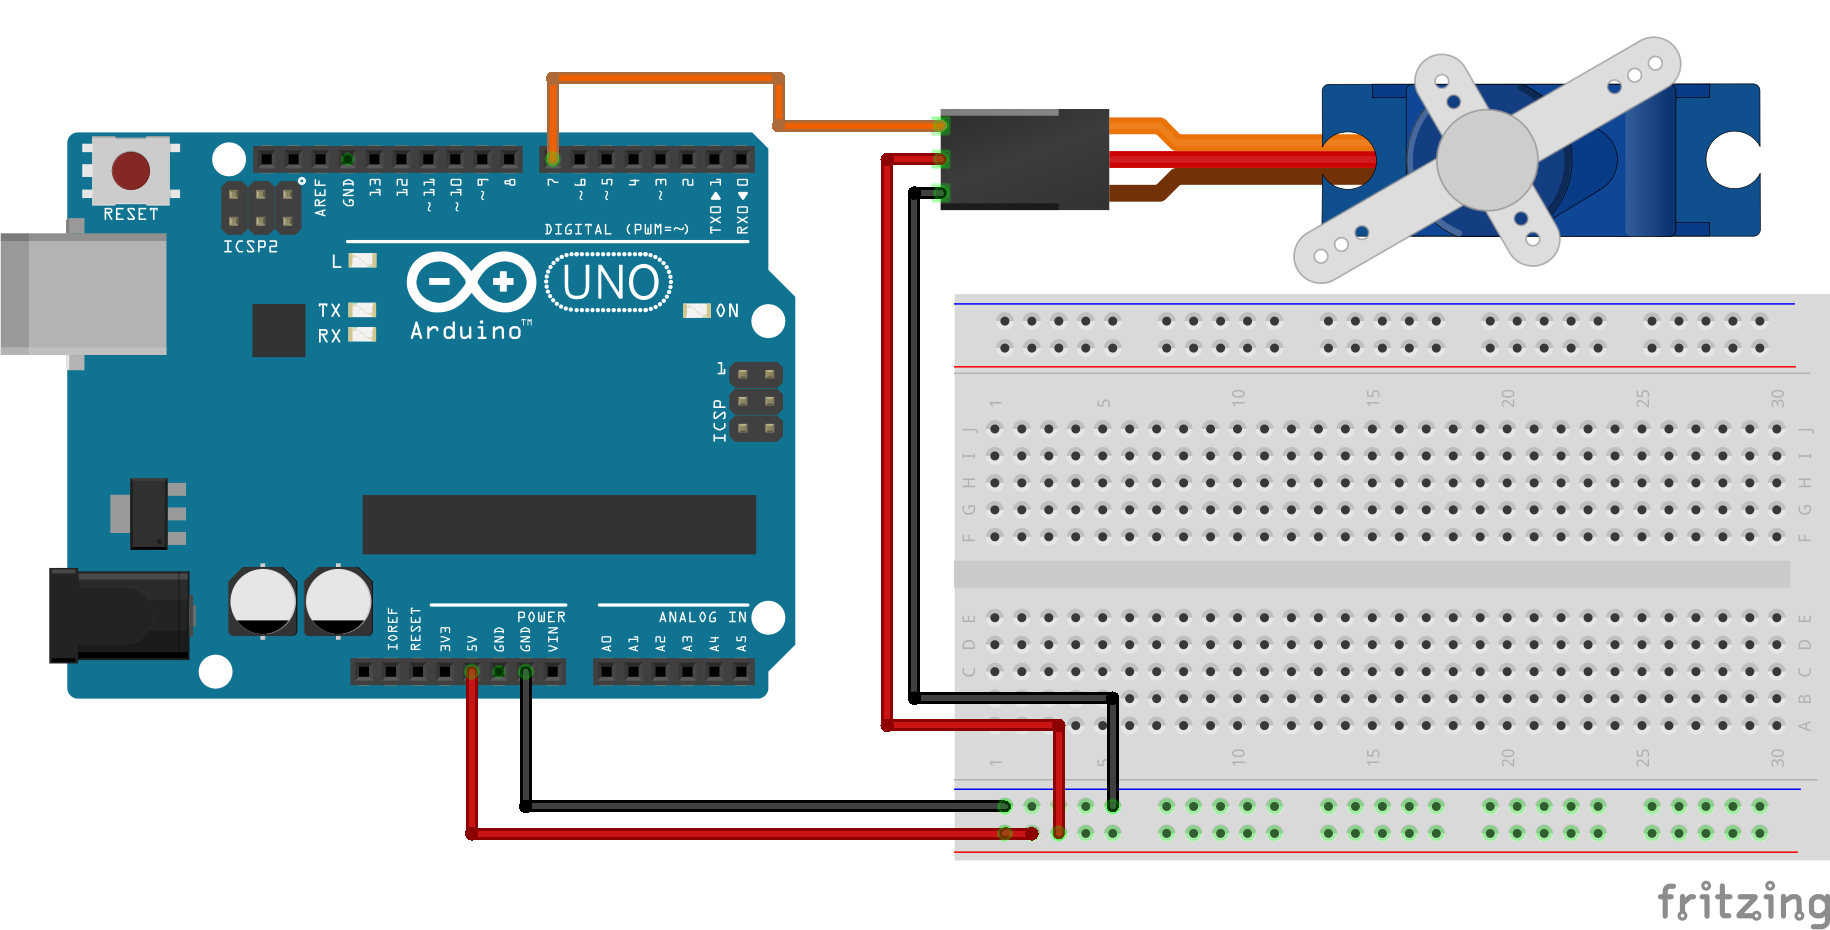 RESET
ICSP2
AREF
GND
13
12
~11
~10
~9
8
7
~6
~5
4
~3
2
TX0▶1
RX0◀0
DIGITAL (PWM=~)
L
TX
RX
UNO
ON
Arduino™
1
ICSP
IOREF
RESET
3V3
5V
GND
GND
VIN
POWER
ANALOG IN
A0
A1
A2
A3
A4
A5
1 5 10 15 20 25 30
J J
I I
H H
G G
F F
E E
D D
C C
B B
A A
1 5 10 15 20 25 30
fritzing